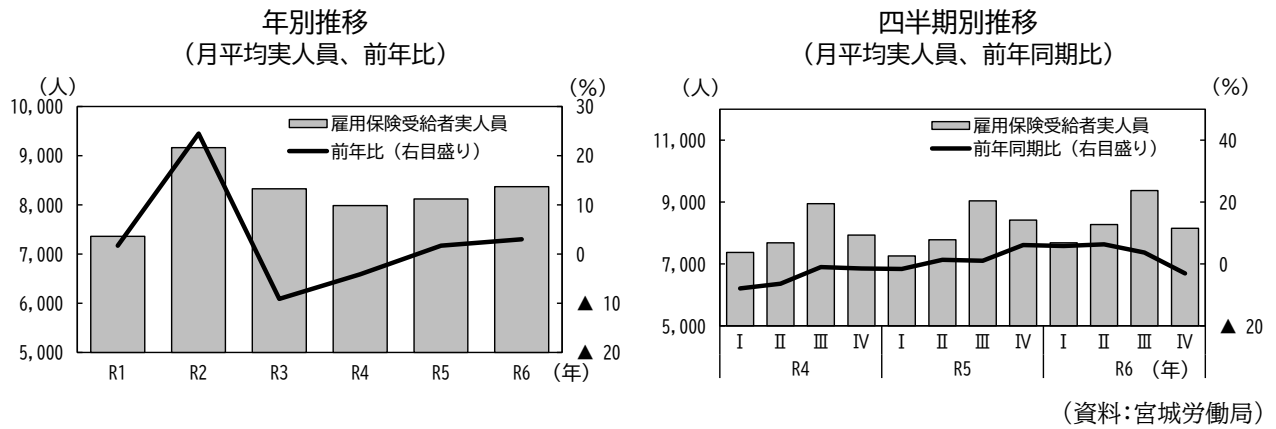 年別推移
（月平均実人員、前年比）
（人）
（%）
10,000
9,000
8,000
7,000
6,000
5,000
30
20
10
0
▲ 10
▲ 20
雇用保険受給者実人員
前年比（右目盛り）
R1 R2 R3 R4 R5 R6 （年）
四半期別推移
（月平均実人員、前年同期比）
（人）
（%）
11,000
9,000
7,000
5,000
40
20
0
▲ 20
雇用保険受給者実人員
前年同期比（右目盛り）
Ⅰ Ⅱ Ⅲ Ⅳ Ⅰ Ⅱ Ⅲ Ⅳ Ⅰ Ⅱ Ⅲ Ⅳ
R4 R5 R6 （年）
（資料：宮城労働局）